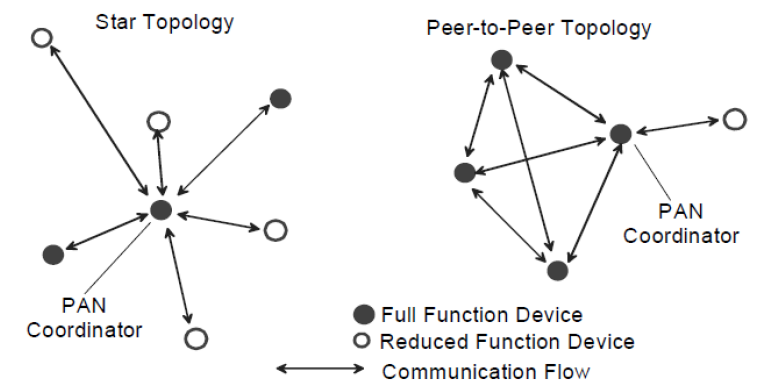 Star Topology
Peer-to-Peer Topology
PAN
Coordinator
PAN
Coordinator
Full Function Device
Reduced Function Device
Communication Flow